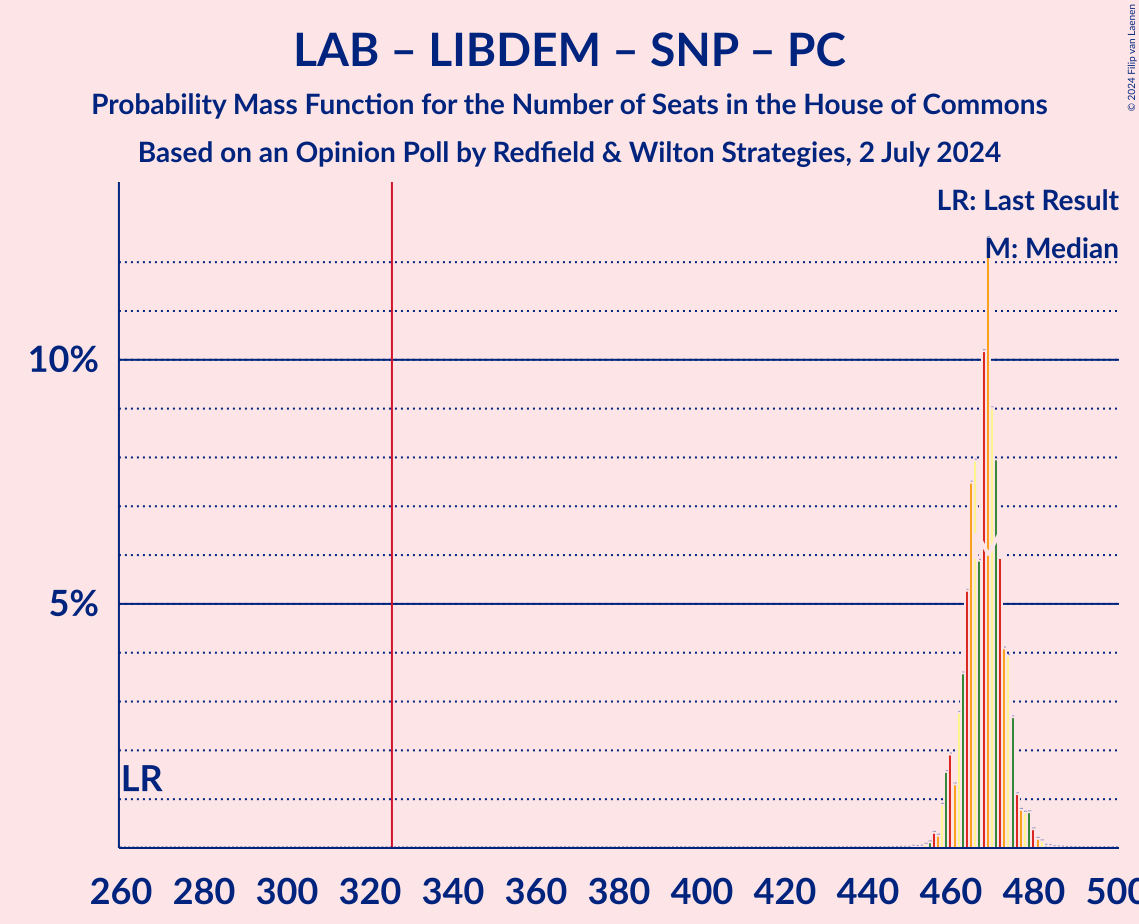 LAB – LIBDEM – SNP – PC
Probability Mass Function for the Number of Seats in the House of Commons
Based on an Opinion Poll by Redfield & Wilton Strategies, 2 July 2024
© 2024 Filip van Laenen
LR: Last Result
M: Median
10%
5%
M
LR
260 280 300 320 340 360 380 400 420 440 460 480 500